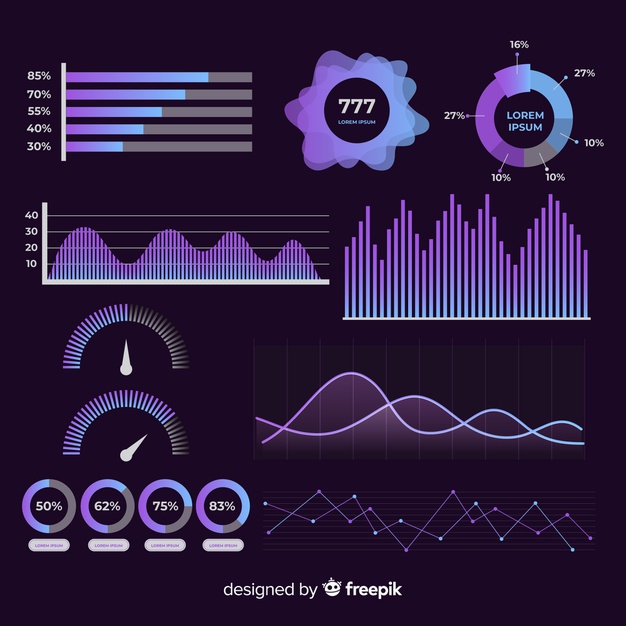 85%
70%
55%
40%
30%
777
LOREM IPSUM
16%
27%
27%
LOREM
IPSUM
10%
10%
10%
40
30
20
10
50%
62%
75%
83%
LOREM IPSUM
LOREM IPSUM
LOREM IPSUM
LOREM IPSUM
designed by freepik